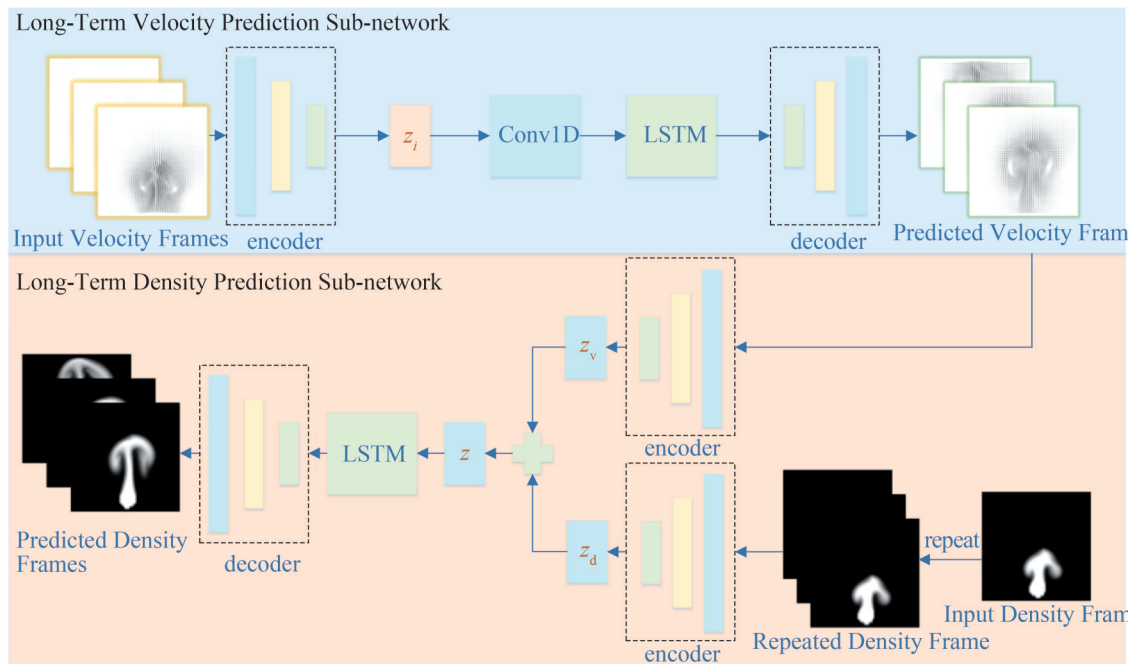 Long-Term Velocity Prediction Sub-network
z_i
Conv1D
LSTM
Input Velocity Frames
encoder
decoder
Predicted Velocity Fram
Long-Term Density Prediction Sub-network
z_v
encoder
LSTM
z
z_d
repeat
Predicted Density
Frames
decoder
Input Density Fram
Repeated Density Frame
encoder